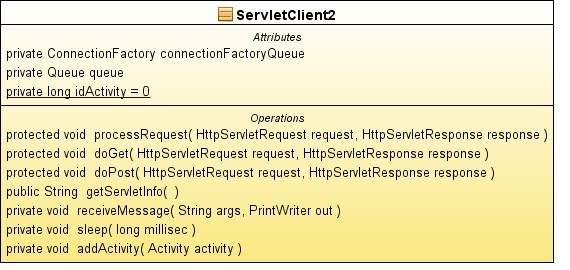 ServletClient2
Attributes
private ConnectionFactory connectionFactoryQueue
private Queue queue
private long idActivity = 0
Operations
protected void processRequest( HttpServletRequest request, HttpServletResponse response )
protected void doGet( HttpServletRequest request, HttpServletResponse response )
protected void doPost( HttpServletRequest request, HttpServletResponse response )
public String getServletInfo( )
private void receiveMessage( String args, PrintWriter out )
private void sleep( long millisec )
private void addActivity( Activity activity )